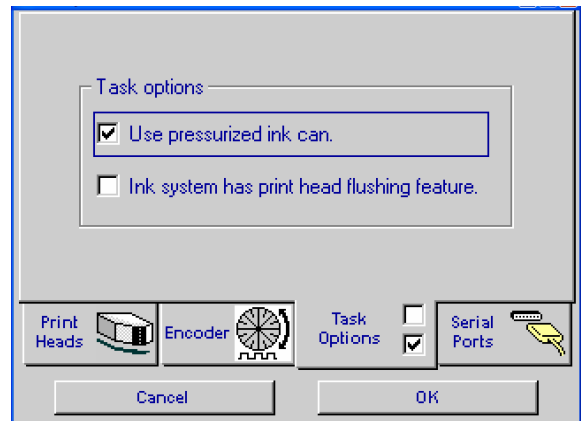 Task options
Use pressurized ink can.
Ink system has print head flushing feature.
Print
Heads
Encoder
Task
Options
Serial
Ports
Cancel
OK